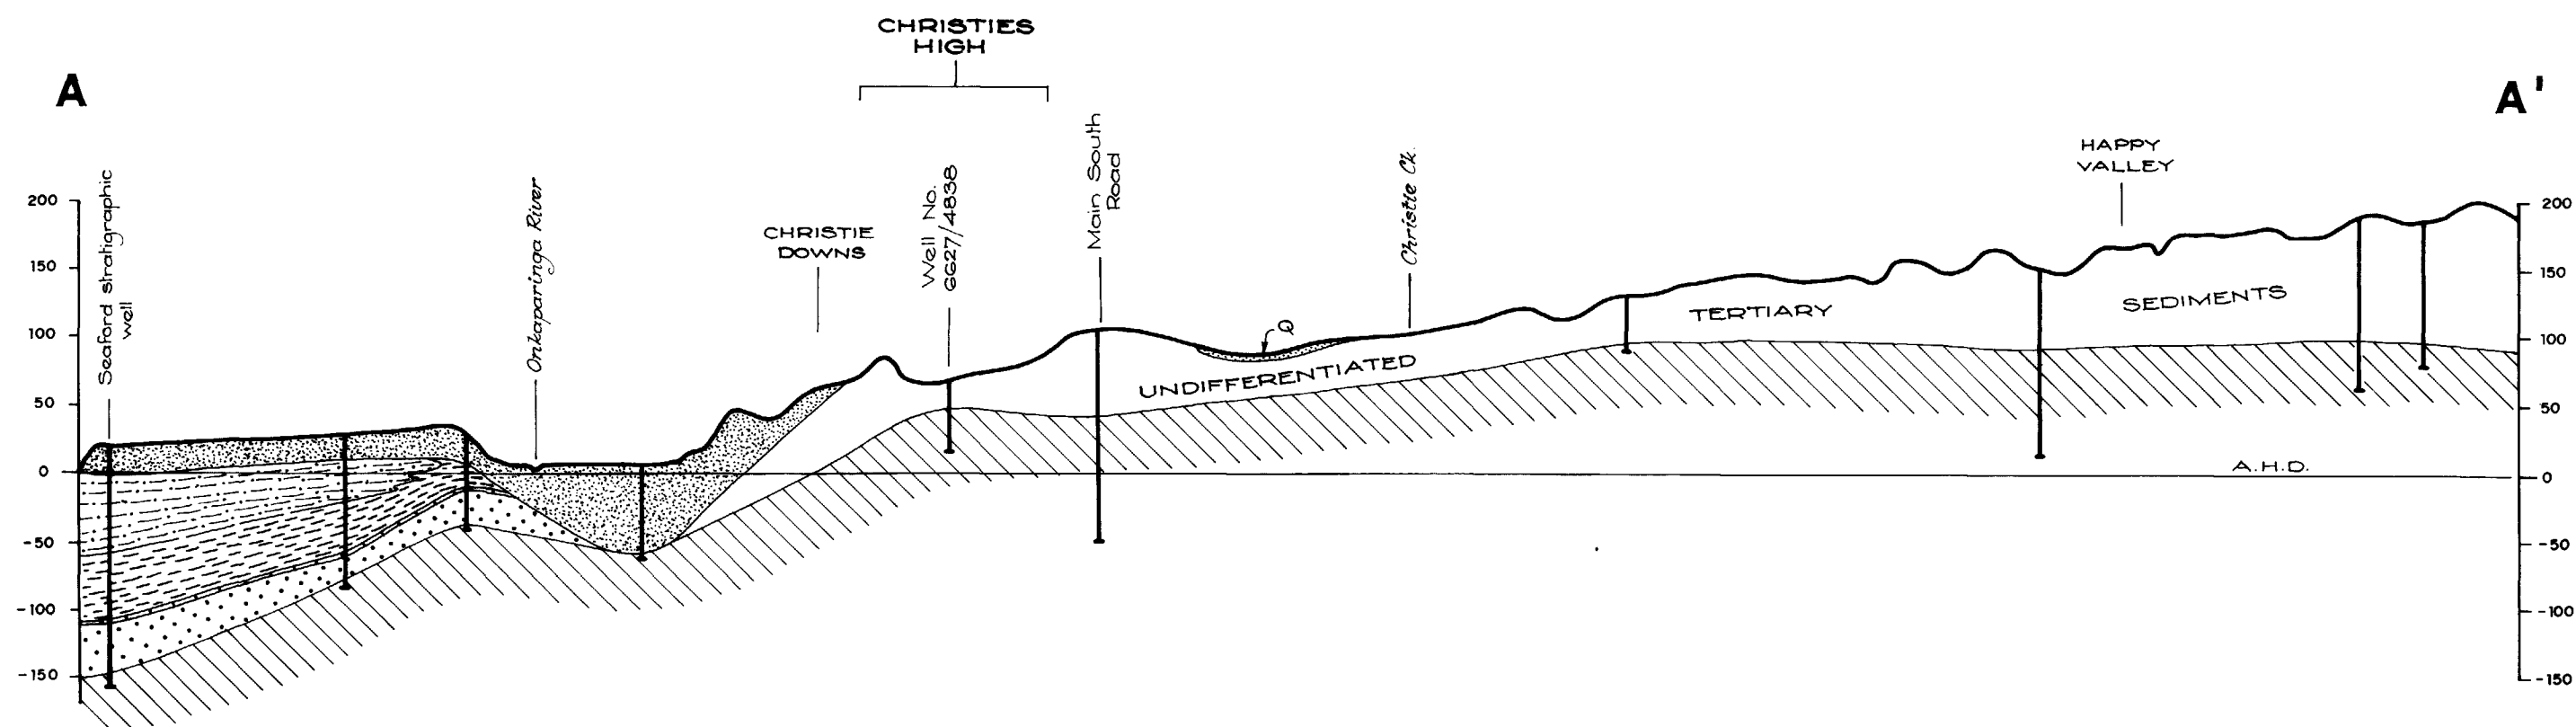 CHRISTIES
HIGH
A
A'
Seaford stratigraphic
well
Onkaparinga River
CHRISTIE
DOWNS
Well No.
6627/4838
Main South
Road
Christie Ck.
HAPPY
VALLEY
200
150
100
50
0
-50
-100
-150
Q
UNDIFFERENTIATED
TERTIARY
SEDIMENTS
A.H.D.
200
150
100
50
0
-50
-100
-150